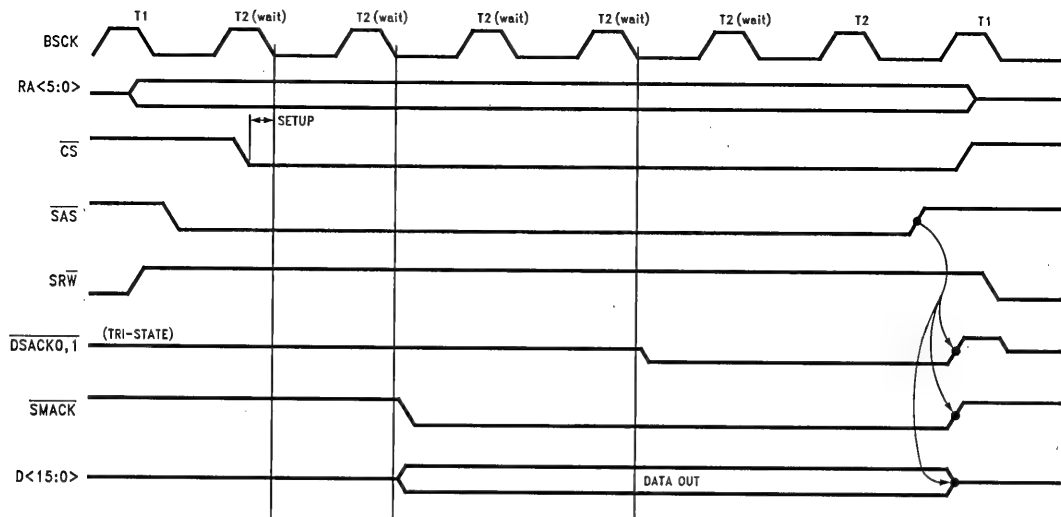 T1 T2 (wait) T2 (wait) T2 (wait) T2 (wait) T2 (wait) T2 T1
BSCK
RA<5:0>
SETUP
CS
SAS
SRW
(TRI-STATE)
DSACK0,1
SMACK
D<15:0>
DATA OUT